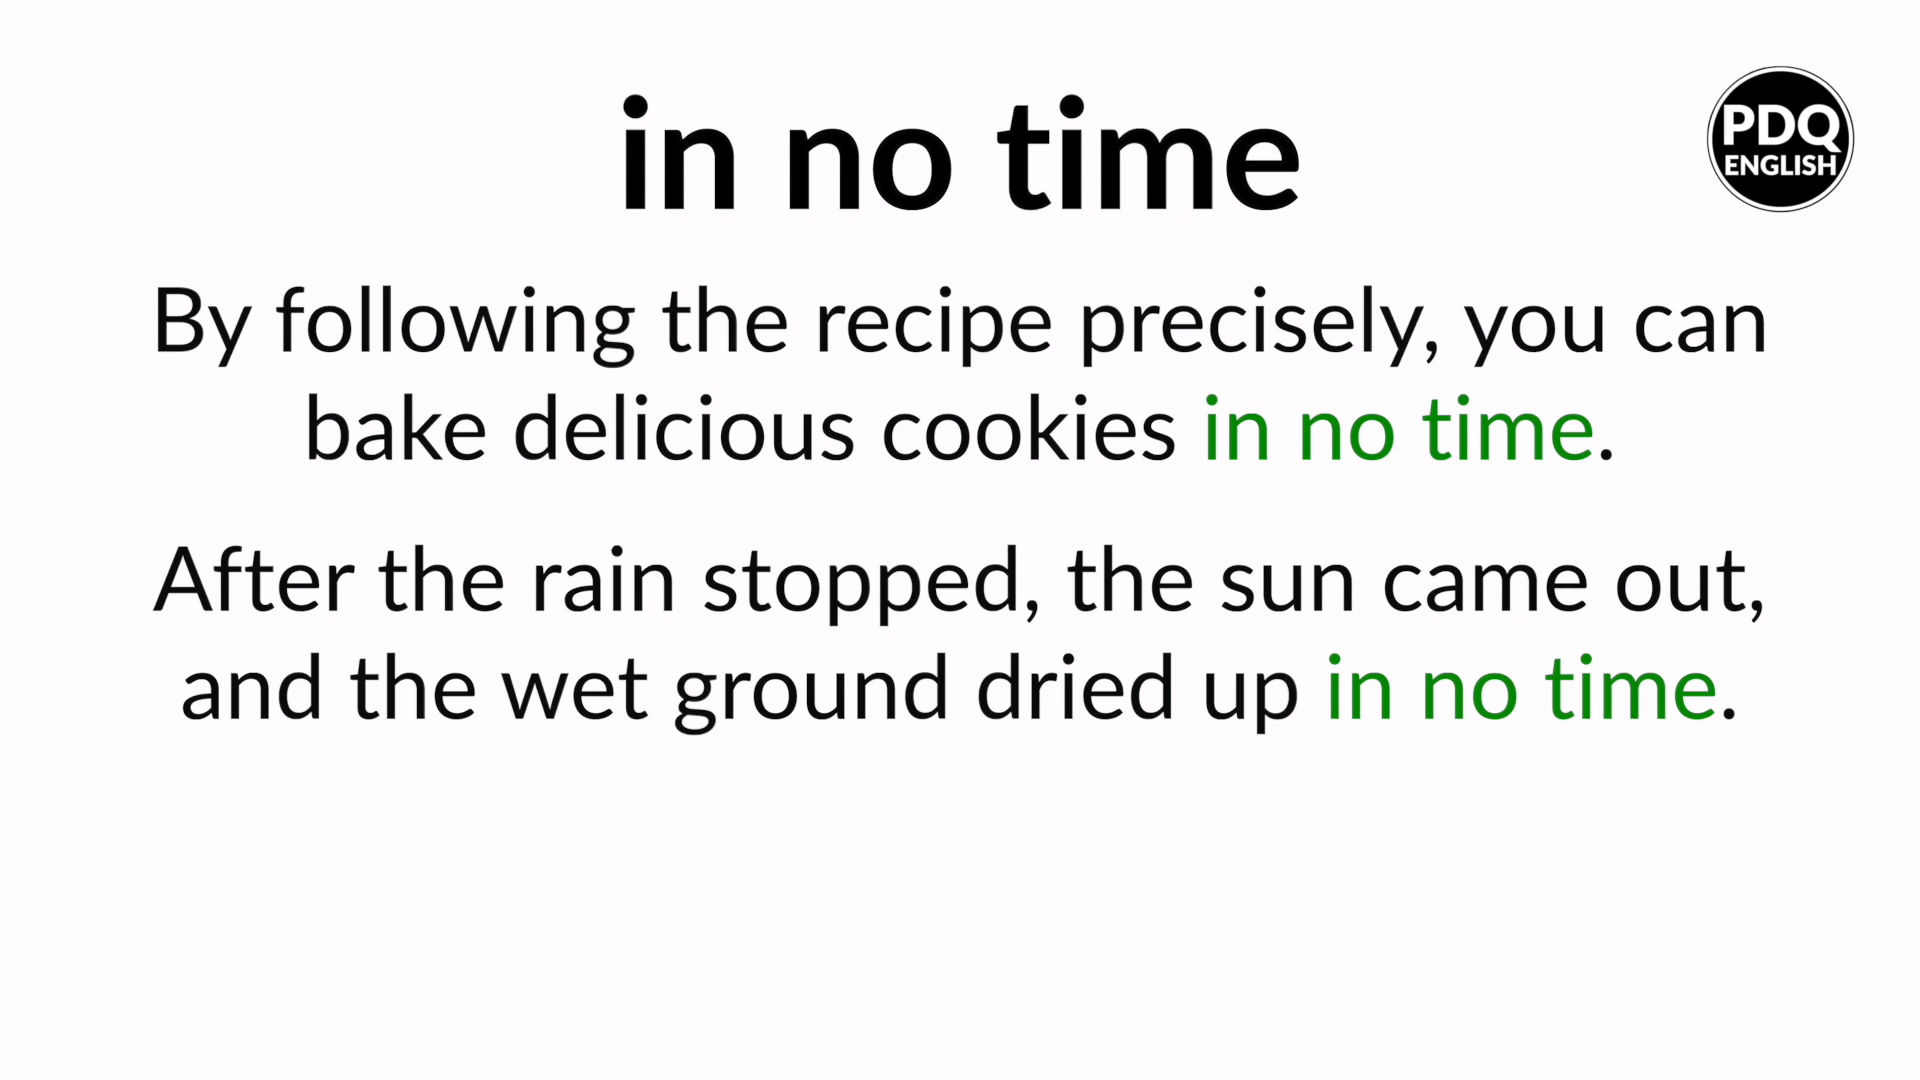 in no time
PDQ
ENGLISH
By following the recipe precisely, you can
bake delicious cookies in no time.
After the rain stopped, the sun came out,
and the wet ground dried up in no time.